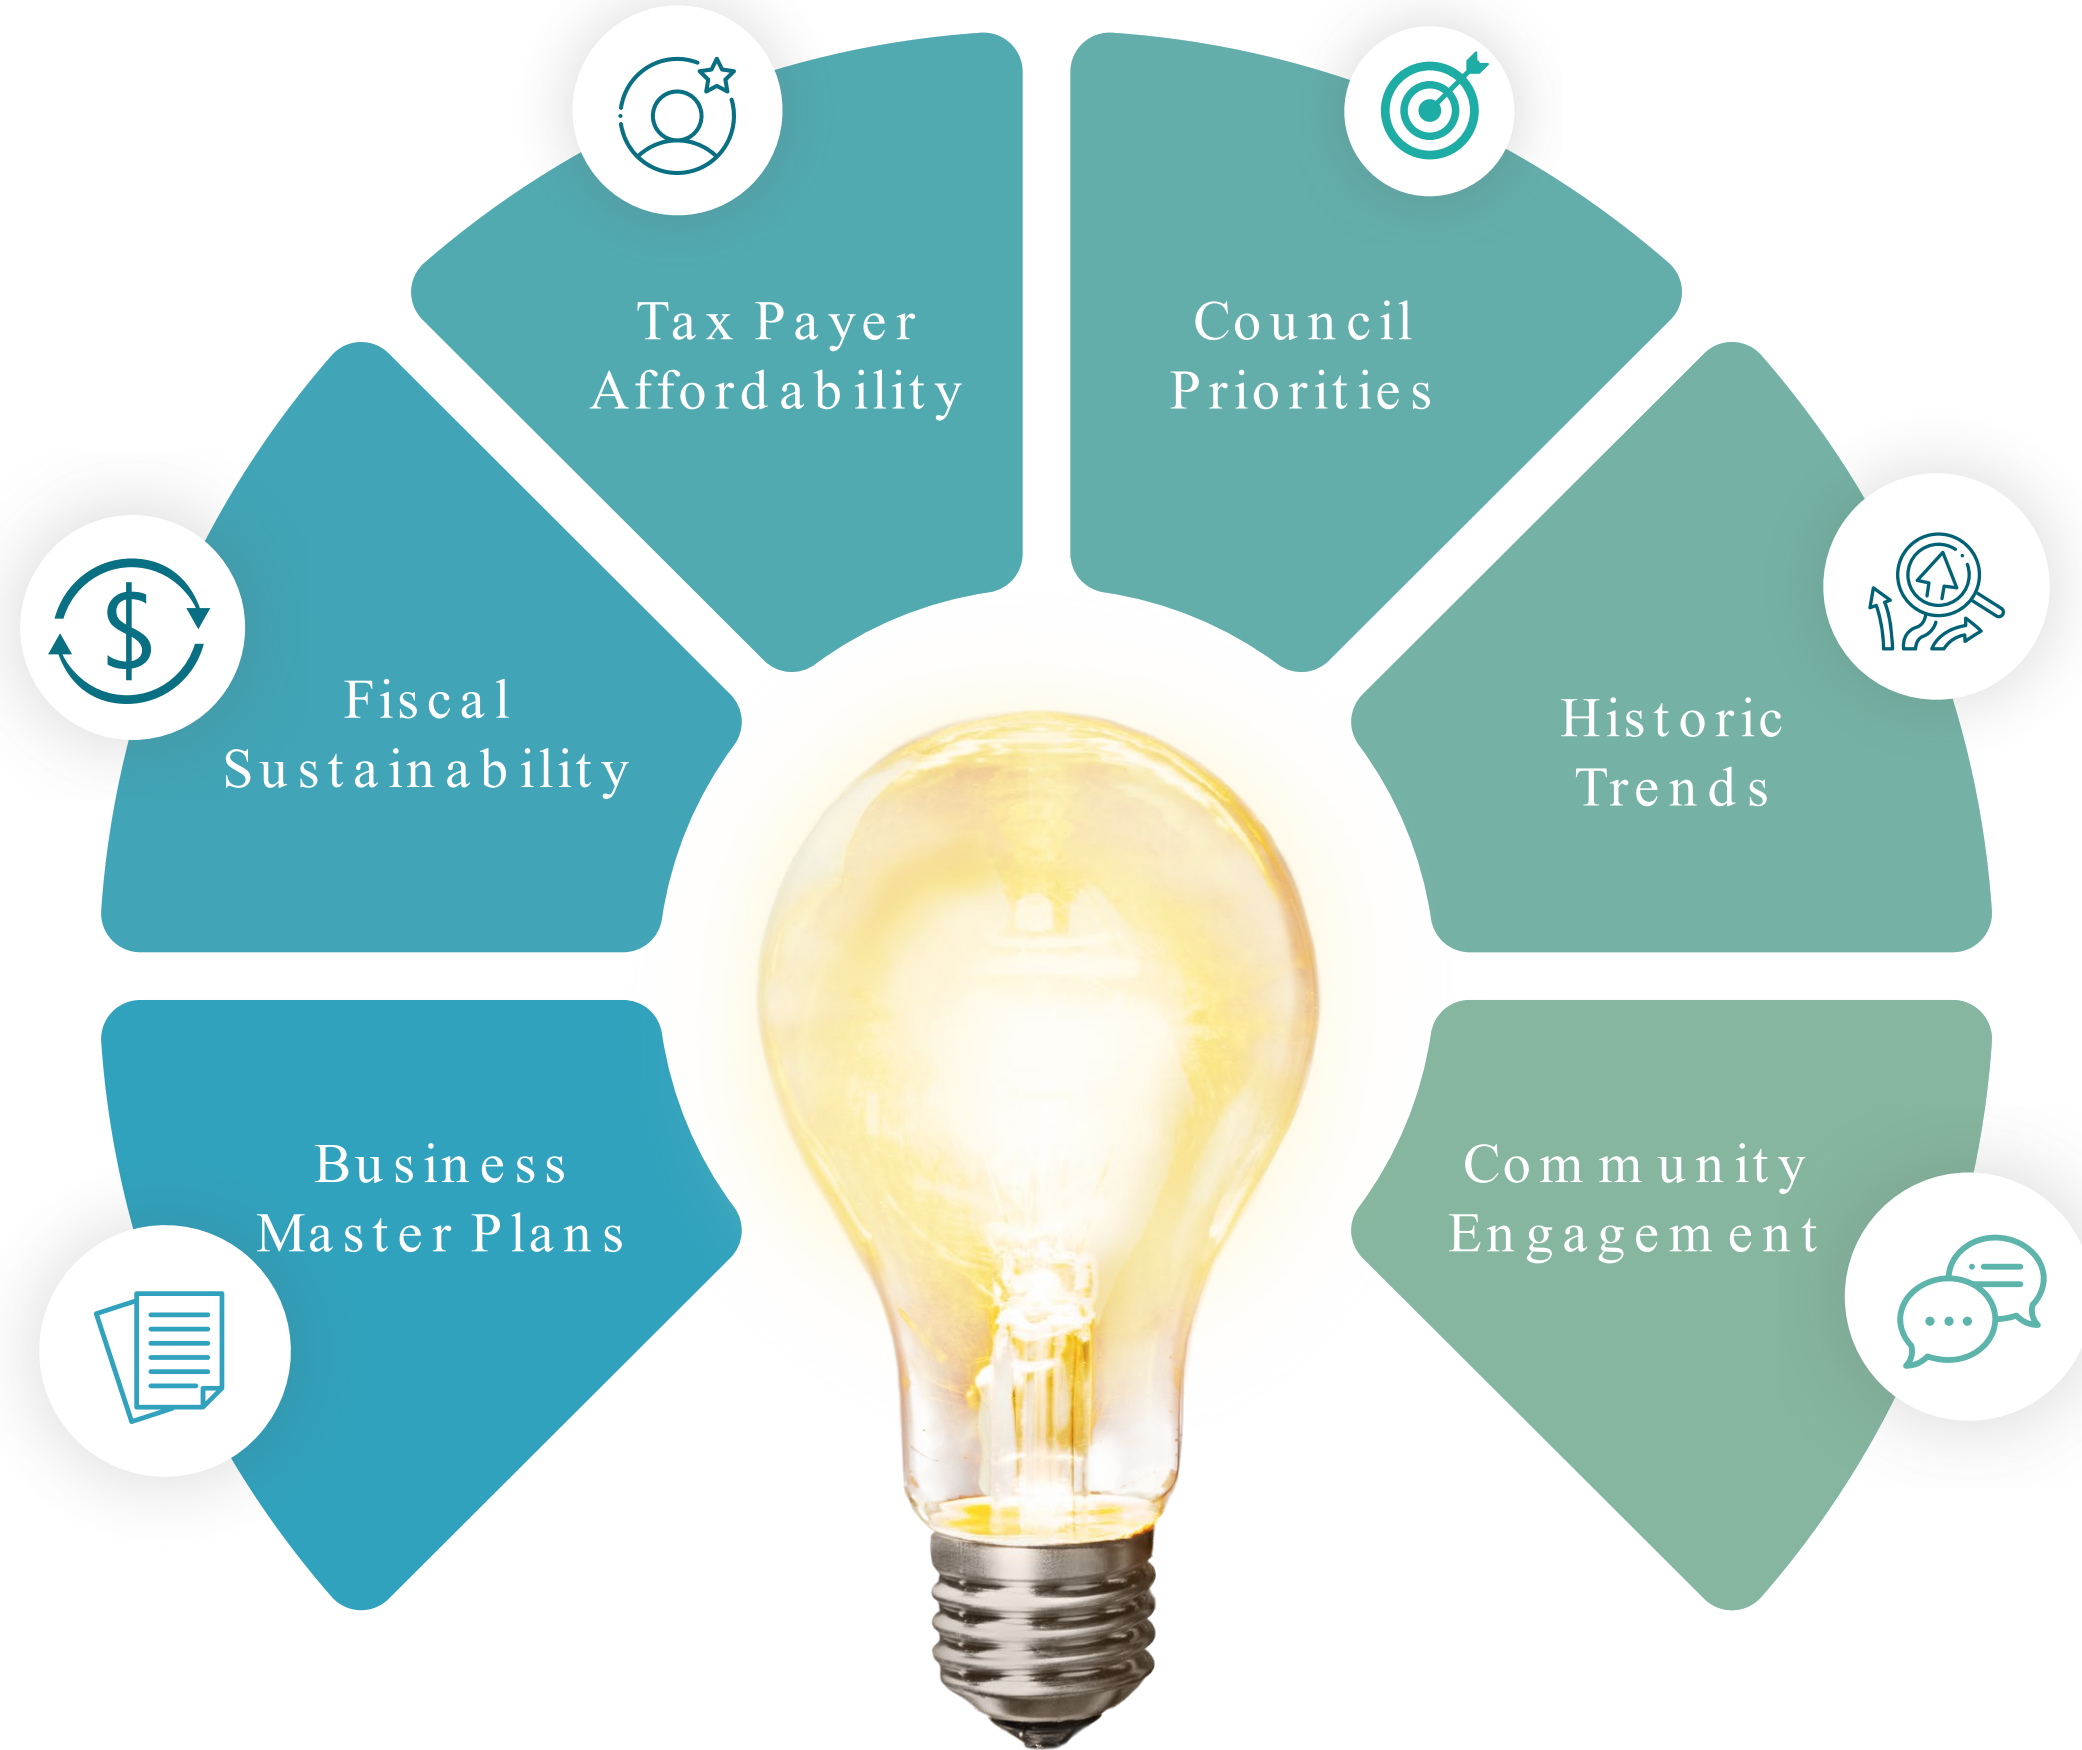 Tax Payer
Affordability
Council
Priorities
Fiscal
Sustainability
Historic
Trends
Business
Master Plans
Community
Engagement